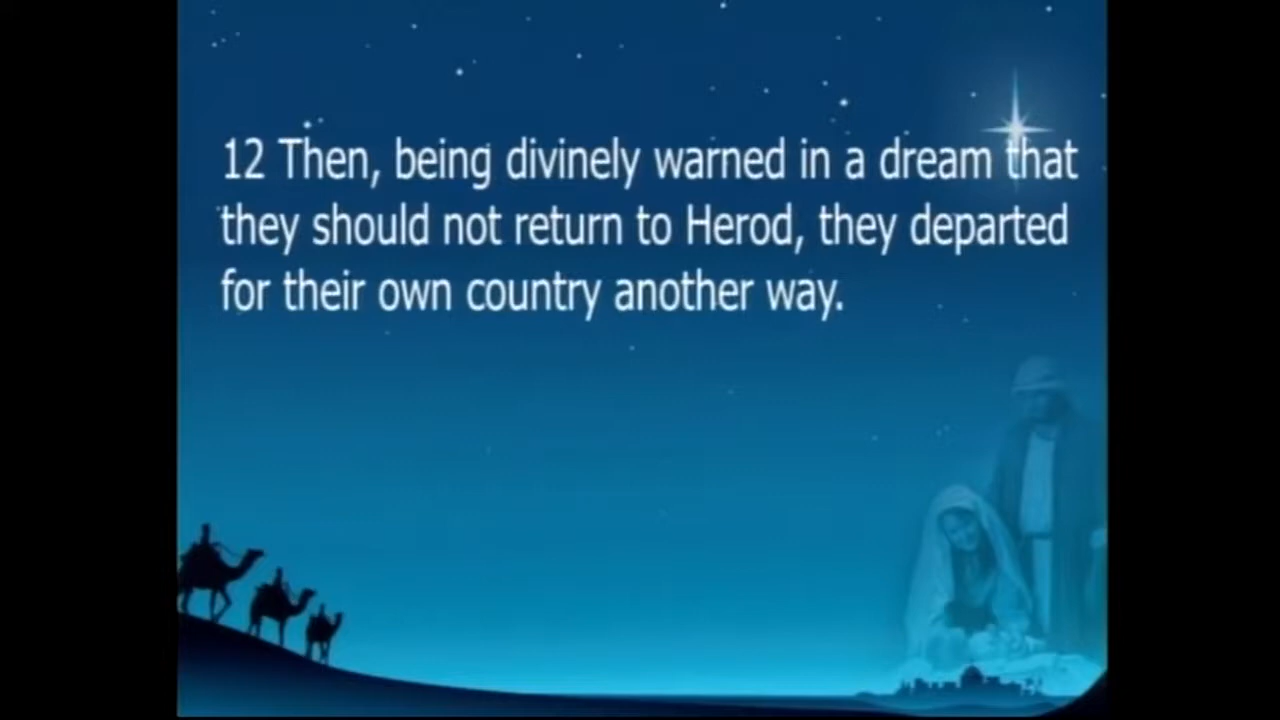 12 Then, being divinely warned in a dream that
they should not return to Herod, they departed
for their own country another way.